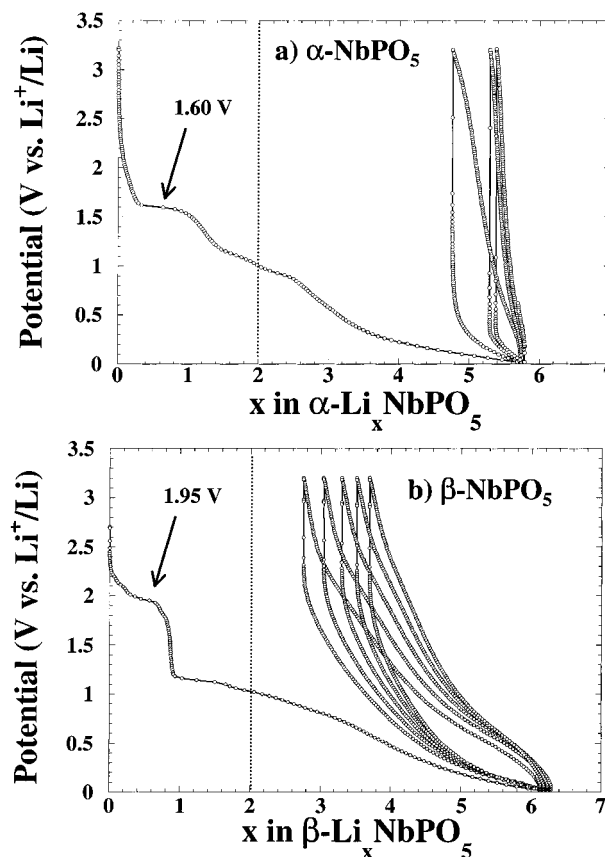 3.5
3
2.5
2
1.5
1
0.5
0
a) α-NbPO₅
1.60 V
Potential (V vs. Li⁺/Li)
0 1 2 3 4 5 6 7
x in α-LiₓNbPO₅
3.5
3
2.5
2
1.5
1
0.5
0
b) β-NbPO₅
1.95 V
Potential (V vs. Li⁺/Li)
0 1 2 3 4 5 6 7
x in β-LiₓNbPO₅